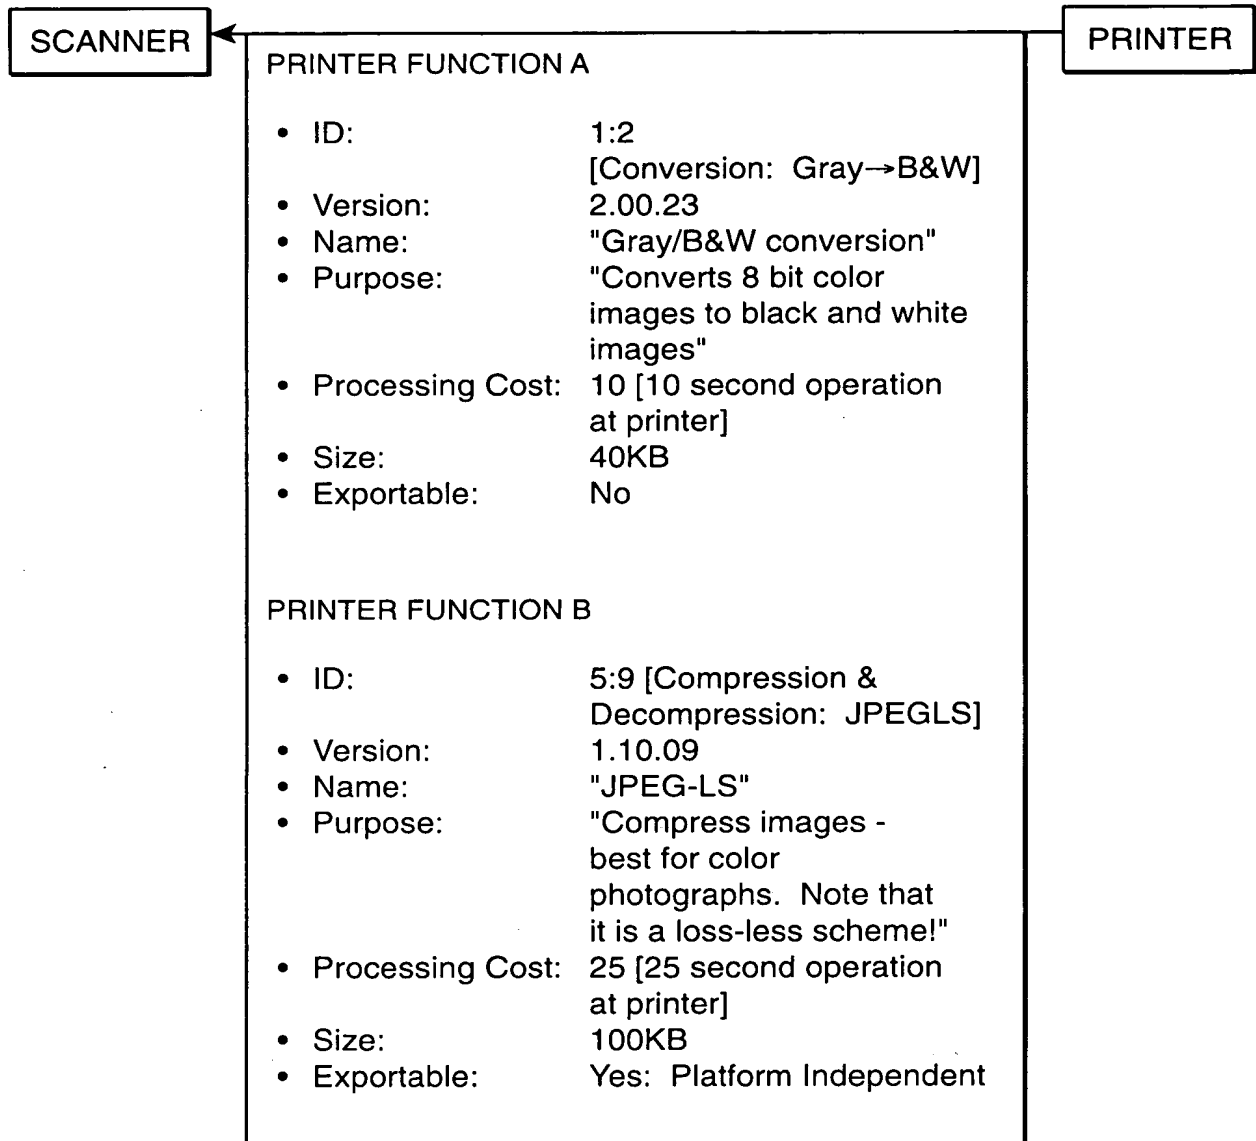 SCANNER
PRINTER
PRINTER FUNCTION A
• ID: 1:2
[Conversion: Gray→B&W]
• Version: 2.00.23
• Name: "Gray/B&W conversion"
• Purpose: "Converts 8 bit color
images to black and white
images"
• Processing Cost: 10 [10 second operation
at printer]
• Size: 40KB
• Exportable: No
PRINTER FUNCTION B
• ID: 5:9 [Compression &
Decompression: JPEGLS]
• Version: 1.10.09
• Name: "JPEG-LS"
• Purpose: "Compress images -
best for color
photographs. Note that
it is a loss-less scheme!"
• Processing Cost: 25 [25 second operation
at printer]
• Size: 100KB
• Exportable: Yes: Platform Independent